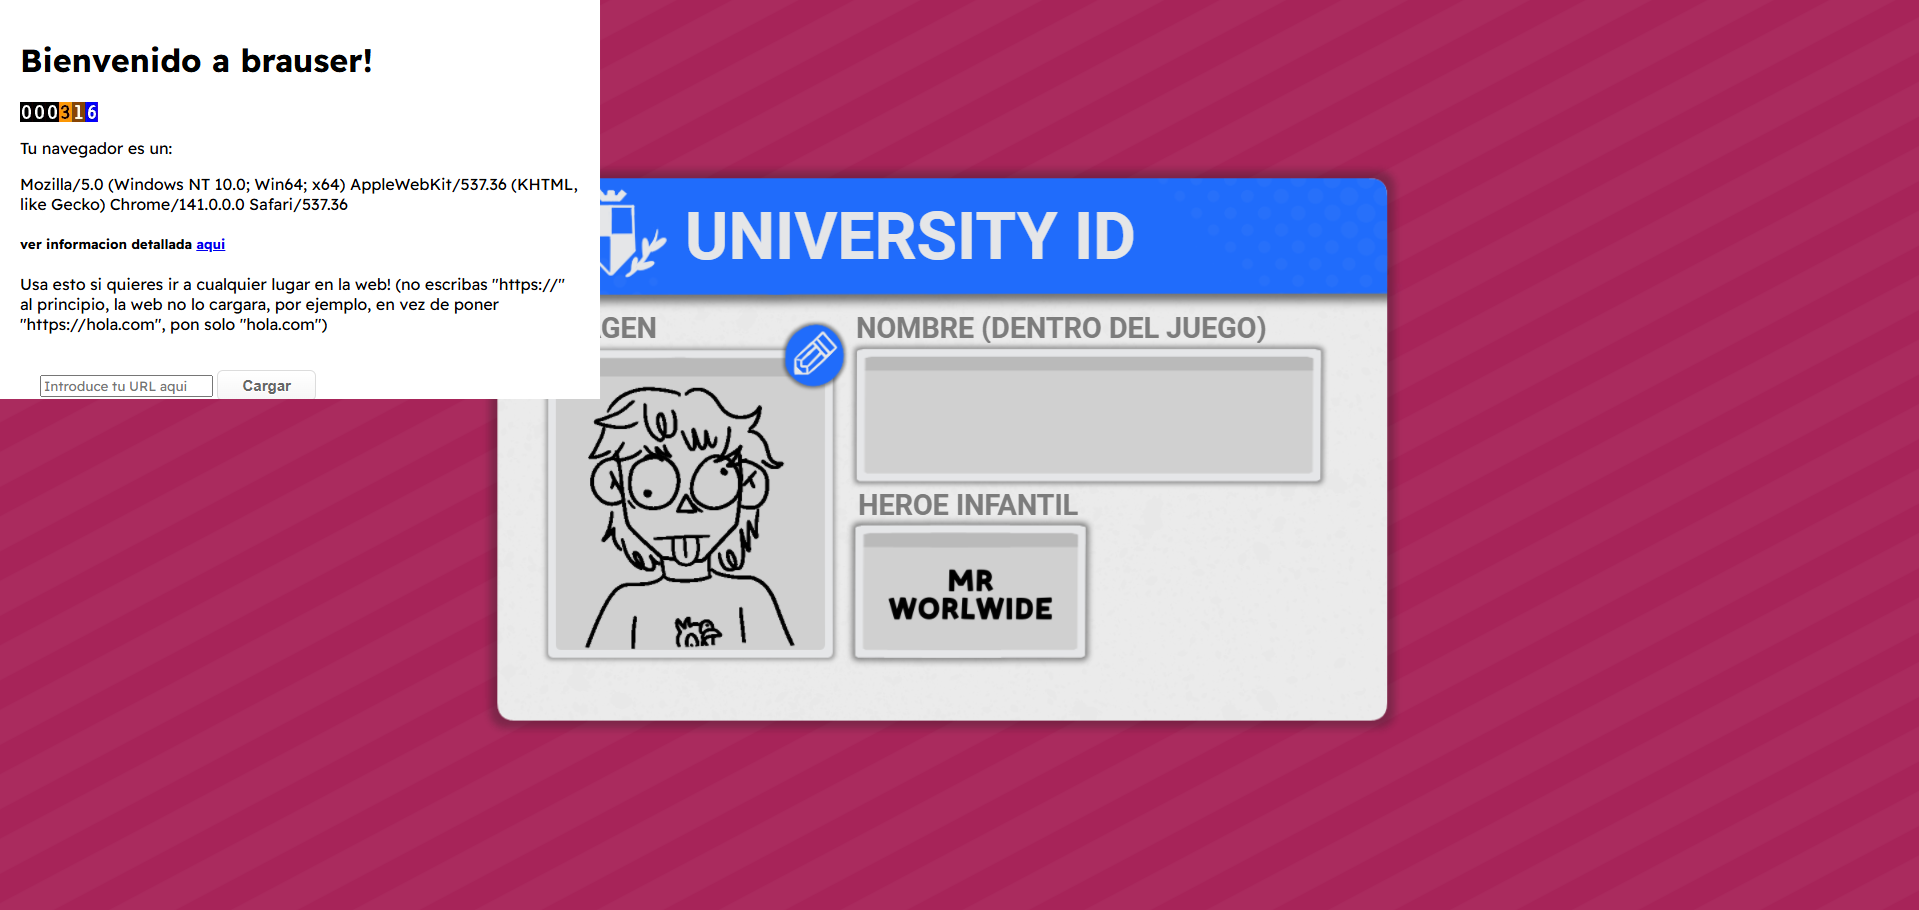 Bienvenido a brauser!
000316
Tu navegador es un:
Mozilla/5.0 (Windows NT 10.0; Win64; x64) AppleWebKit/537.36 (KHTML,
like Gecko) Chrome/141.0.0.0 Safari/537.36
ver informacion detallada aqui
Usa esto si quieres ir a cualquier lugar en la web! (no escribas "https://"
al principio, la web no lo cargara, por ejemplo, en vez de poner
"https://hola.com", pon solo "hola.com")
Introduce tu URL aqui
Cargar
UNIVERSITY ID
GEN
NOMBRE (DENTRO DEL JUEGO)
HEROE INFANTIL
MR
WORLWIDE